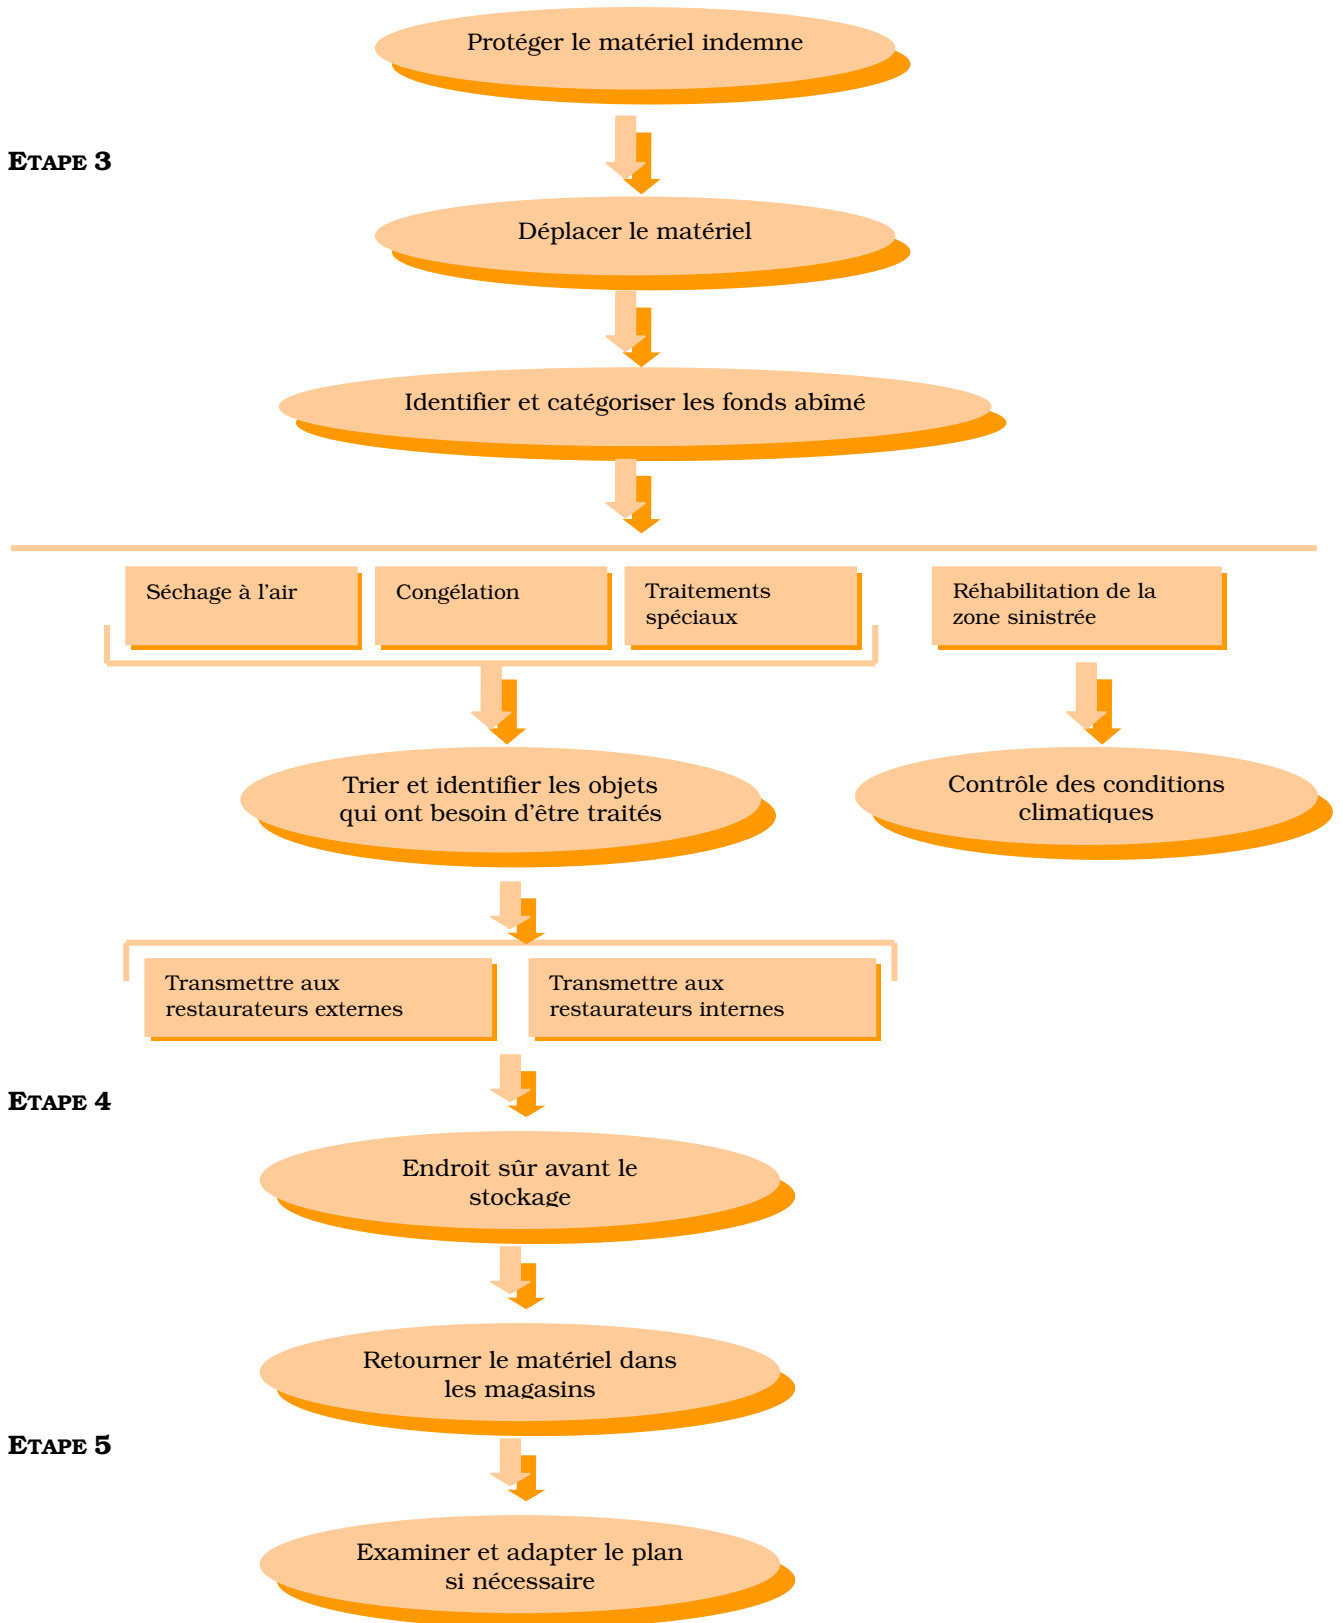 Protéger le matériel indemne
ETAPE 3
Déplacer le matériel
Identifier et catégoriser les fonds abîmé
Séchage à l'air
Congélation
Traitements
spéciaux
Réhabilitation de la
zone sinistrée
Trier et identifier les objets
qui ont besoin d'être traités
Contrôle des conditions
climatiques
Transmettre aux
restaurateurs externes
Transmettre aux
restaurateurs internes
ETAPE 4
Endroit sûr avant le
stockage
Retourner le matériel dans
les magasins
ETAPE 5
Examiner et adapter le plan
si nécessaire